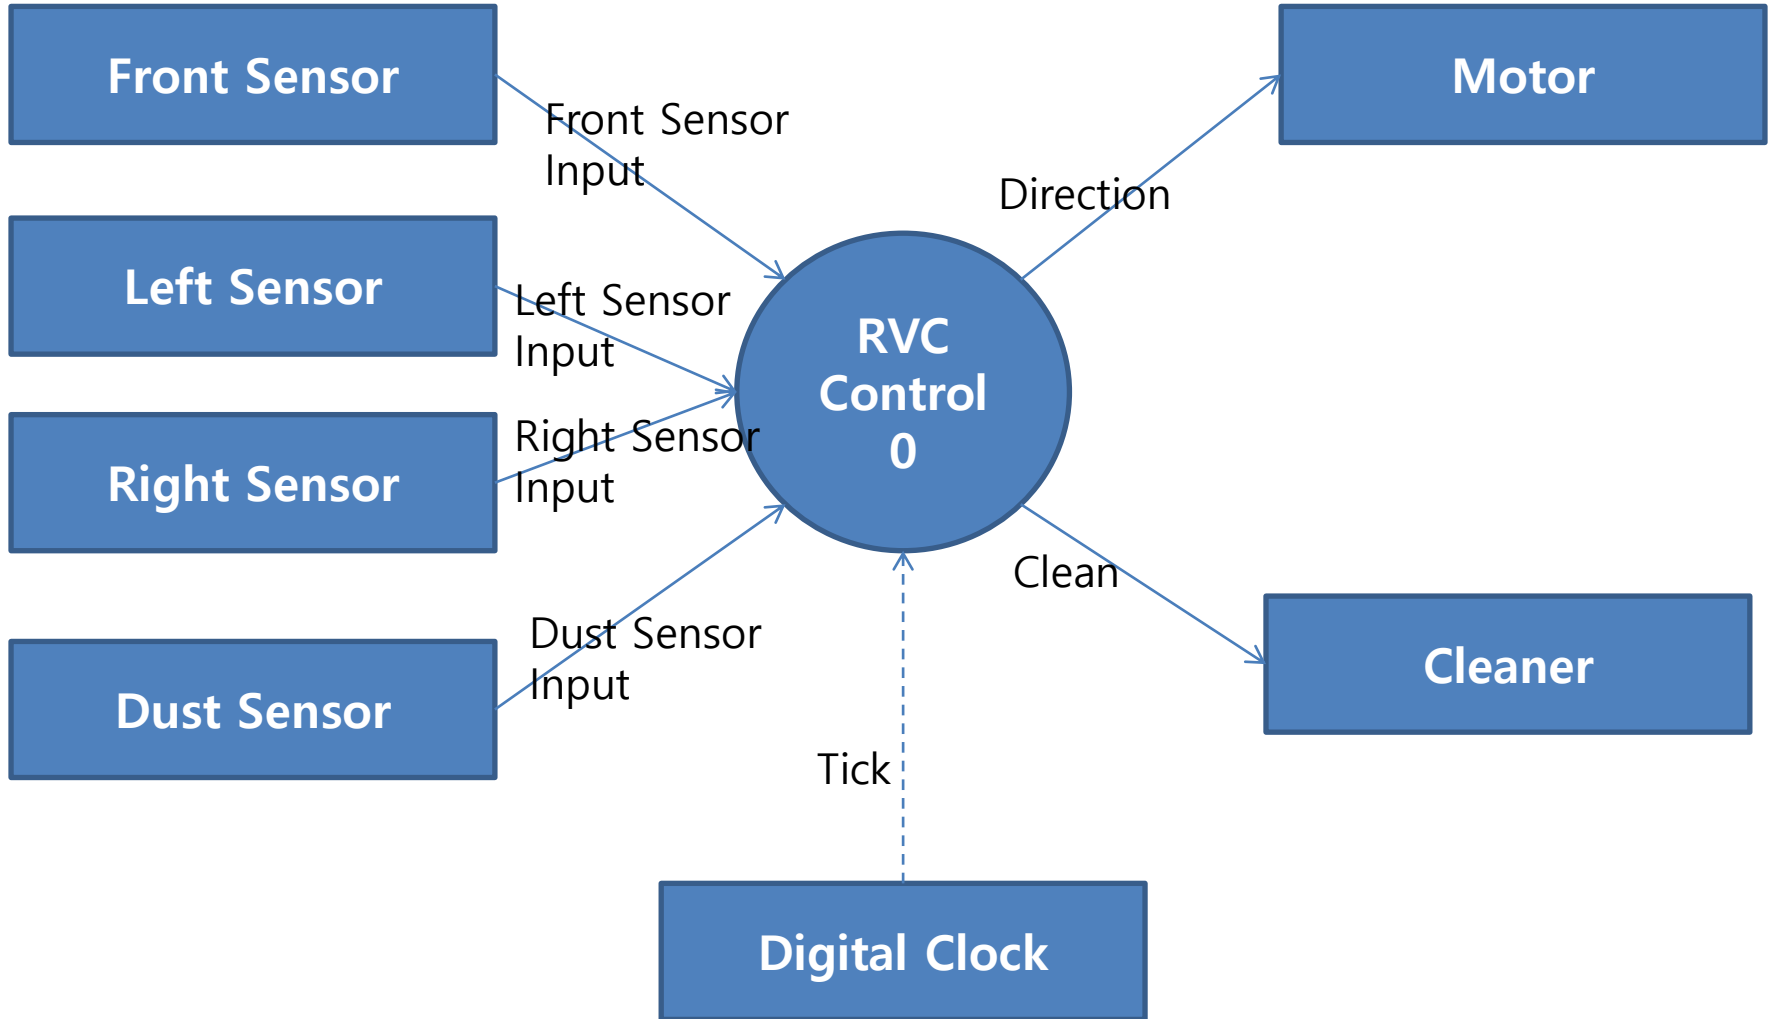 Front Sensor
Motor
Front Sensor
Input
Direction
Left Sensor
Left Sensor
Input
RVC
Control
0
Right Sensor
Right Sensor
Input
Clean
Dust Sensor
Dust Sensor
Input
Cleaner
Tick
Digital Clock